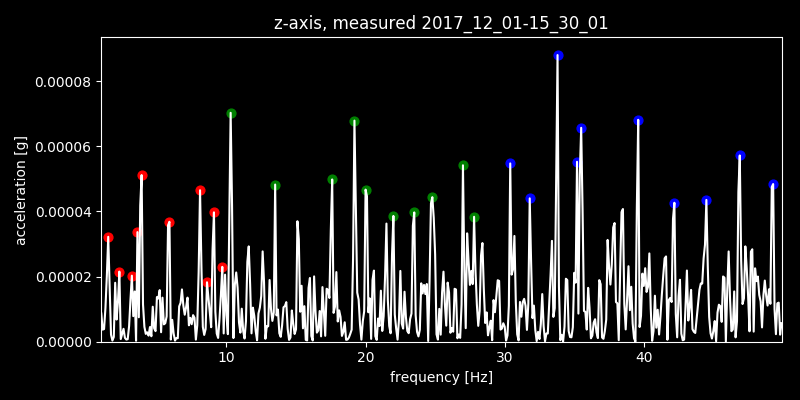 z-axis, measured 2017_12_01-15_30_01
acceleration [g]
0.00008
0.00006
0.00004
0.00002
0.00000
10 20 30 40
frequency [Hz]